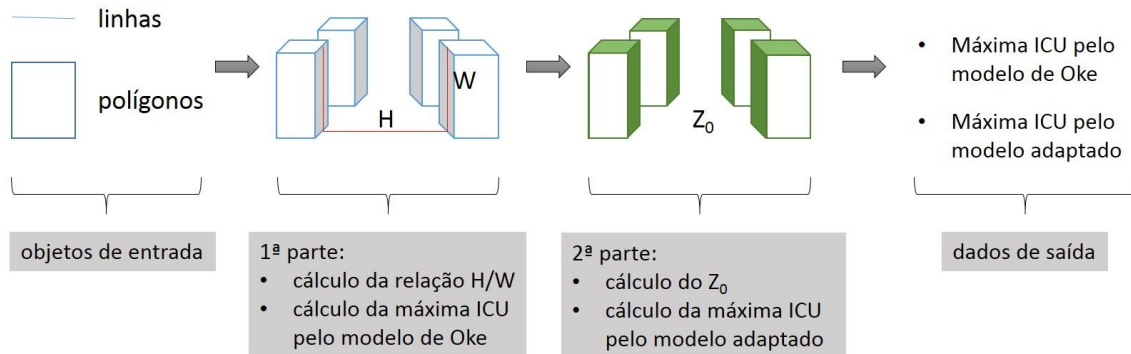 linhas
polígonos
objetos de entrada
W
H
1ª parte:
• cálculo da relação H/W
• cálculo da máxima ICU
pelo modelo de Oke
Z₀
2ª parte:
• cálculo do Z₀
• cálculo da máxima ICU
pelo modelo adaptado
• Máxima ICU pelo
modelo de Oke
• Máxima ICU pelo
modelo adaptado
dados de saída